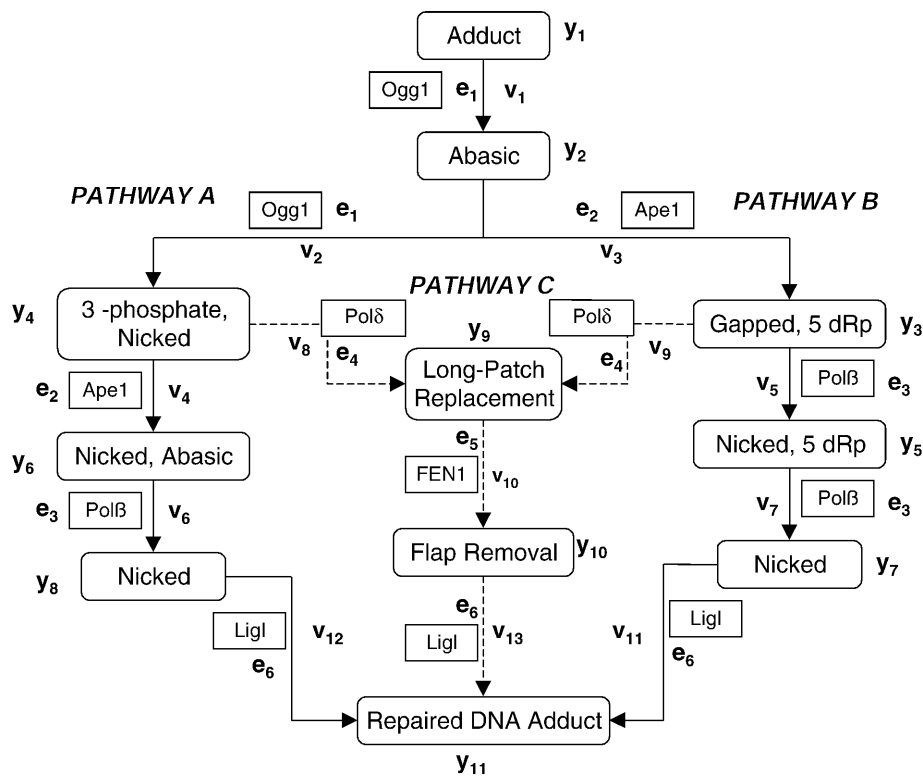 Adduct
y1
Ogg1
e1
v1
Abasic
y2
PATHWAY A
Ogg1
e1
e2
Ape1
PATHWAY B
v2
v3
PATHWAY C
y4
3 -phosphate,
Nicked
Polδ
v8
e4
y9
Polδ
e4
v9
Gapped, 5 dRp
y3
Long-Patch
Replacement
e2
Ape1
v4
v5
Polß
e3
e5
FEN1
v10
y6
Nicked, Abasic
Nicked, 5 dRp
y5
e3
Polß
v6
v7
Polß
e3
Flap Removal
y10
y8
Nicked
Nicked
y7
LigI
e6
v12
e6
LigI
v13
v11
LigI
e6
Repaired DNA Adduct
y11